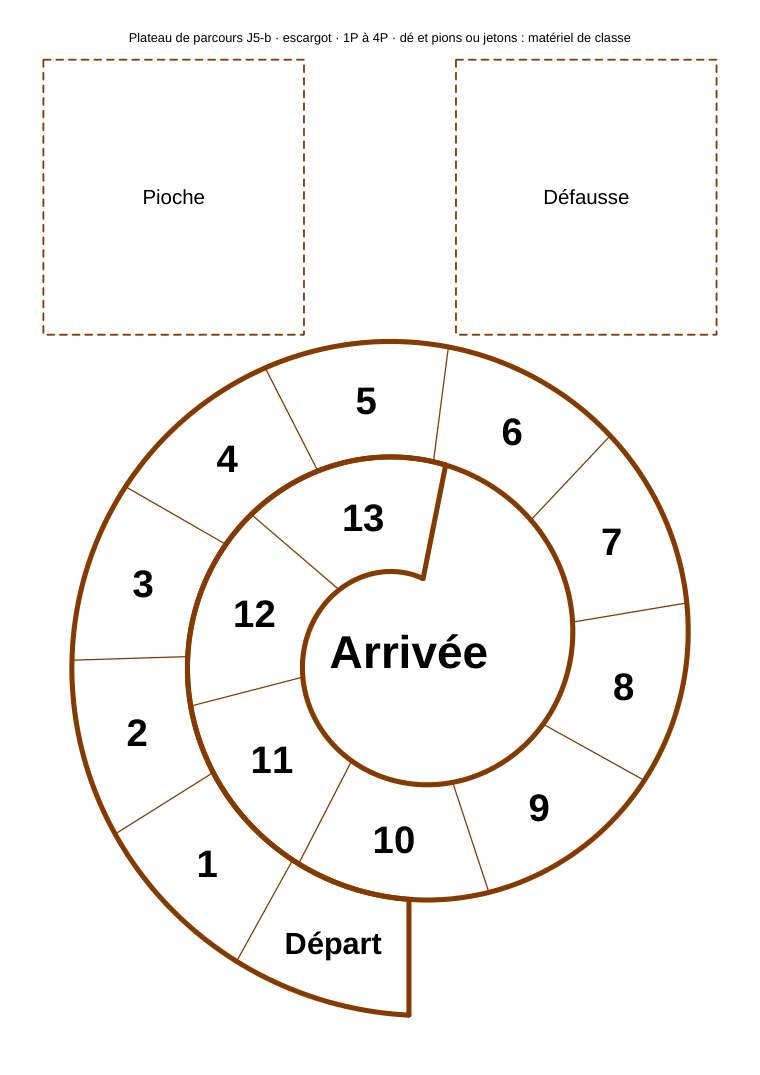 Plateau de parcours J5-b · escargot · 1P à 4P · dé et pions ou jetons : matériel de classe
Pioche
Défausse
Départ
1
2
3
4
5
6
7
8
9
10
11
12
13
Arrivée